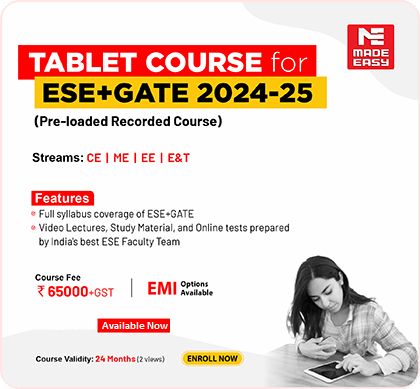 ME
MADE
EASY
TABLET COURSE for
ESE+GATE 2024-25
(Pre-loaded Recorded Course)
Streams: CE | ME | EE | E&T
Features
Full syllabus coverage of ESE+GATE
Video Lectures, Study Material, and Online tests prepared
by India's best ESE Faculty Team
Course Fee
₹ 65000+GST
EMI Options
Available
Available Now
Course Validity: 24 Months (2 views)
ENROLL NOW